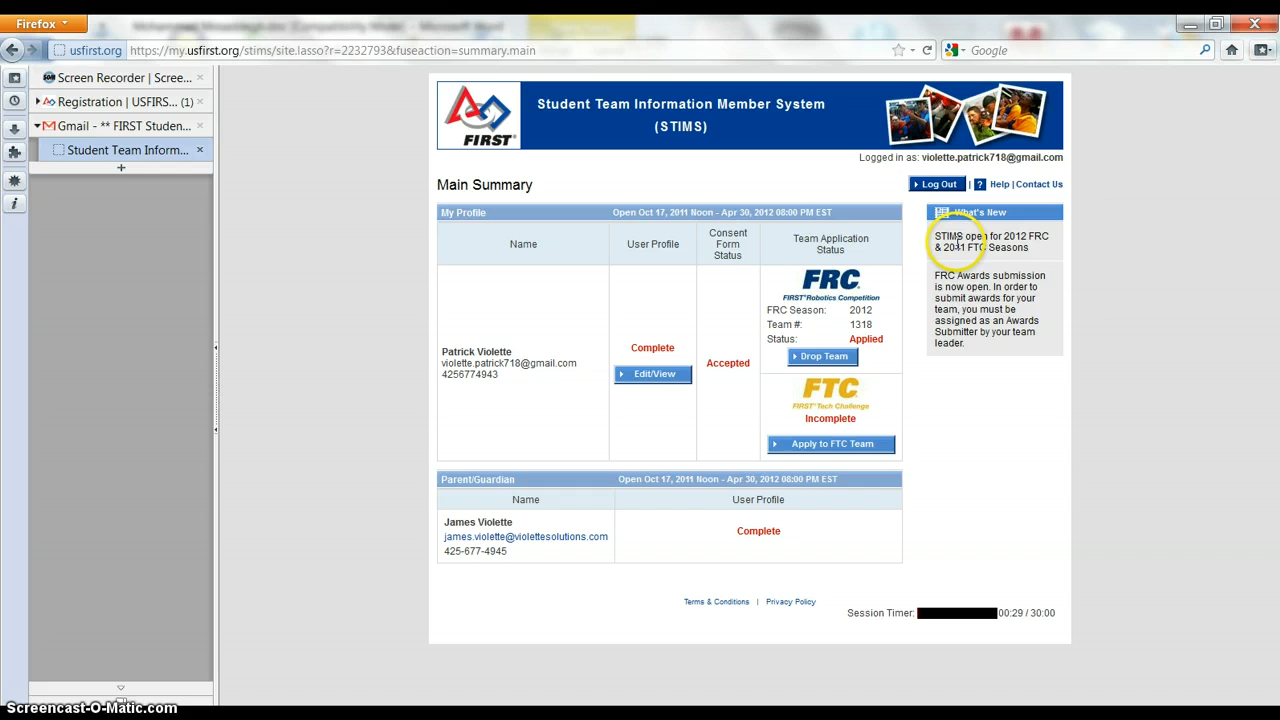 Firefox
usfirst.org https://my.usfirst.org/stims/site.lasso?r=2232793&fuseaction=summary.main
Google
Screen Recorder | Scree...
Registration | USFIRS... (1)
Gmail - ** FIRST Studen...
Student Team Inform...
FIRST
Student Team Information Member System
(STIMS)
Logged in as: violette.patrick718@gmail.com
Main Summary
Log Out | ? Help | Contact Us
My Profile Open Oct 17, 2011 Noon - Apr 30, 2012 08:00 PM EST
Name
User Profile
Consent
Form
Status
Team Application
Status
Patrick Violette
violette.patrick718@gmail.com
4256774943
Complete
Edit/View
Accepted
FRC
FIRST Robotics Competition
FRC Season: 2012
Team #: 1318
Status: Applied
Drop Team
FTC
FIRST Tech Challenge
Incomplete
Apply to FTC Team
What's New
STIMS open for 2012 FRC
& 2011 FTC Seasons
FRC Awards submission
is now open. In order to
submit awards for your
team, you must be
assigned as an Awards
Submitter by your team
leader.
Parent/Guardian Open Oct 17, 2011 Noon - Apr 30, 2012 08:00 PM EST
Name User Profile
James Violette
james.violette@violettesolutions.com
425-677-4945
Complete
Terms & Conditions | Privacy Policy
Session Timer: 00:29 / 30:00
Screencast-O-Matic.com